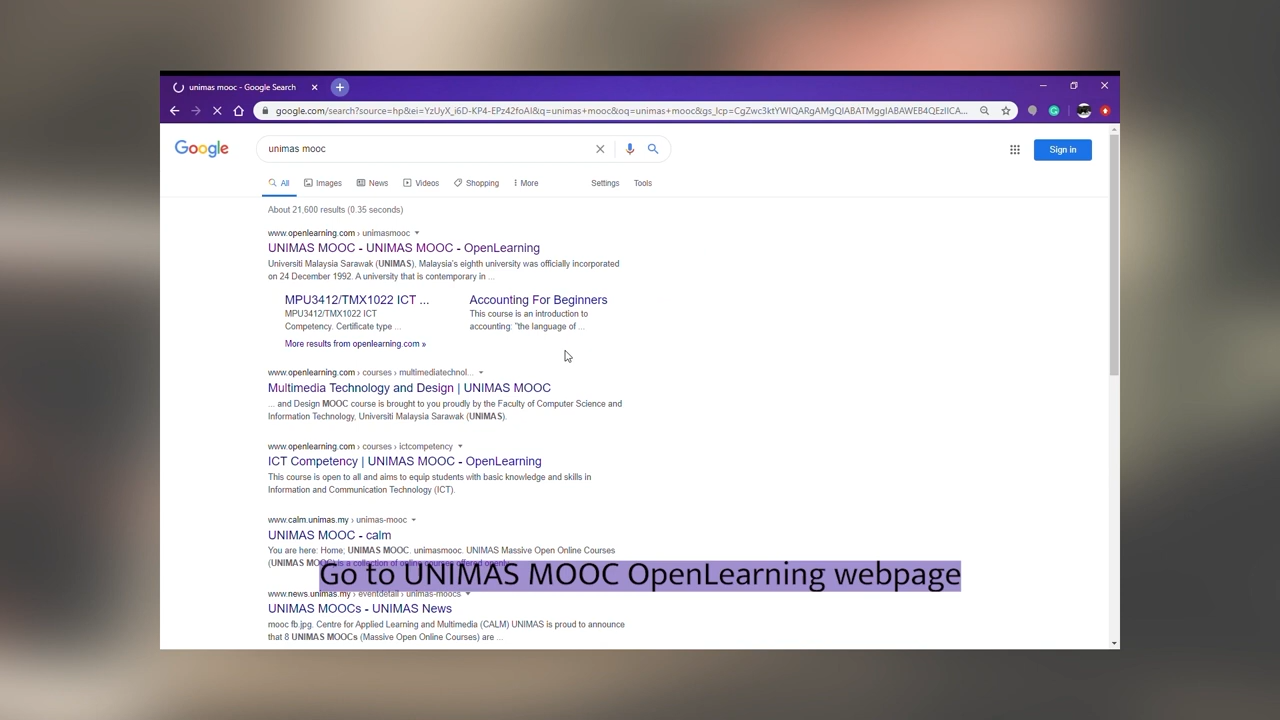 unimas mooc - Google Search
google.com/search?source=hp&ei=YzUyX_i6D-KP4-EPz42foAI&q=unimas+mooc&oq=unimas+mooc&gs_lcp=
Google
unimas mooc
Sign in
All Images News Videos Shopping More Settings Tools
About 21,600 results (0.35 seconds)
www.openlearning.com › unimasmooc
UNIMAS MOOC - UNIMAS MOOC - OpenLearning
Universiti Malaysia Sarawak (UNIMAS), Malaysia's eighth university was officially incorporated
on 24 December 1992. A university that is contemporary in ...
MPU3412/TMX1022 ICT ... Accounting For Beginners
MPU3412/TMX1022 ICT This course is an introduction to
Competency. Certificate type ... accounting: "the language of ...
More results from openlearning.com »
www.openlearning.com › courses › multimediatechnol...
Multimedia Technology and Design | UNIMAS MOOC
... and Design MOOC course is brought to you proudly by the Faculty of Computer Science and
Information Technology, Universiti Malaysia Sarawak (UNIMAS).
www.openlearning.com › courses › ictcompetency
ICT Competency | UNIMAS MOOC - OpenLearning
This course is open to all and aims to equip students with basic knowledge and skills in
Information and Communication Technology (ICT).
www.calm.unimas.my › unimas-mooc
UNIMAS MOOC - calm
You are here: Home; UNIMAS MOOC. unimasmooc. UNIMAS Massive Open Online Courses
(UNIMAS MOOC) is a collection of online courses offered openly
Go to UNIMAS MOOC OpenLearning webpage
www.news.unimas.my › eventdetail › unimas-moocs
UNIMAS MOOCs - UNIMAS News
mooc fb.jpg. Centre for Applied Learning and Multimedia (CALM) UNIMAS is proud to announce
that 8 UNIMAS MOOCs (Massive Open Online Courses) are ...